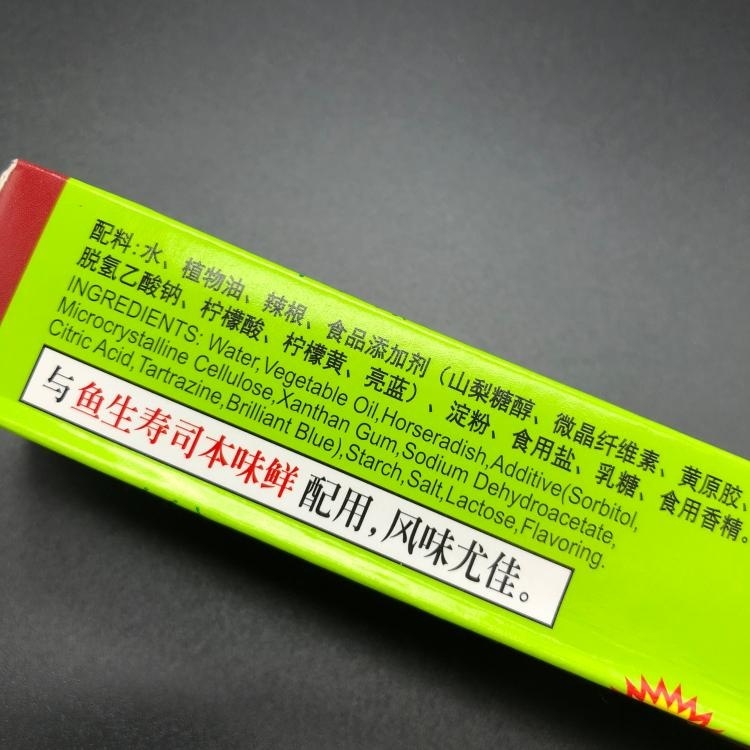 配料:水、植物油、辣根、食品添加剂（山梨糖醇、微晶纤维素、黄原胶、
脱氢乙酸钠、柠檬酸、柠檬黄、亮蓝）、淀粉、食用盐、乳糖、食用香精。
INGREDIENTS: Water,Vegetable Oil,Horseradish,Additive(Sorbitol,
Microcrystalline Cellulose,Xanthan Gum,Sodium Dehydroacetate,
Citric Acid,Tartrazine,Brilliant Blue),Starch,Salt,Lactose,Flavoring.
与鱼生寿司本味鲜配用,风味尤佳。